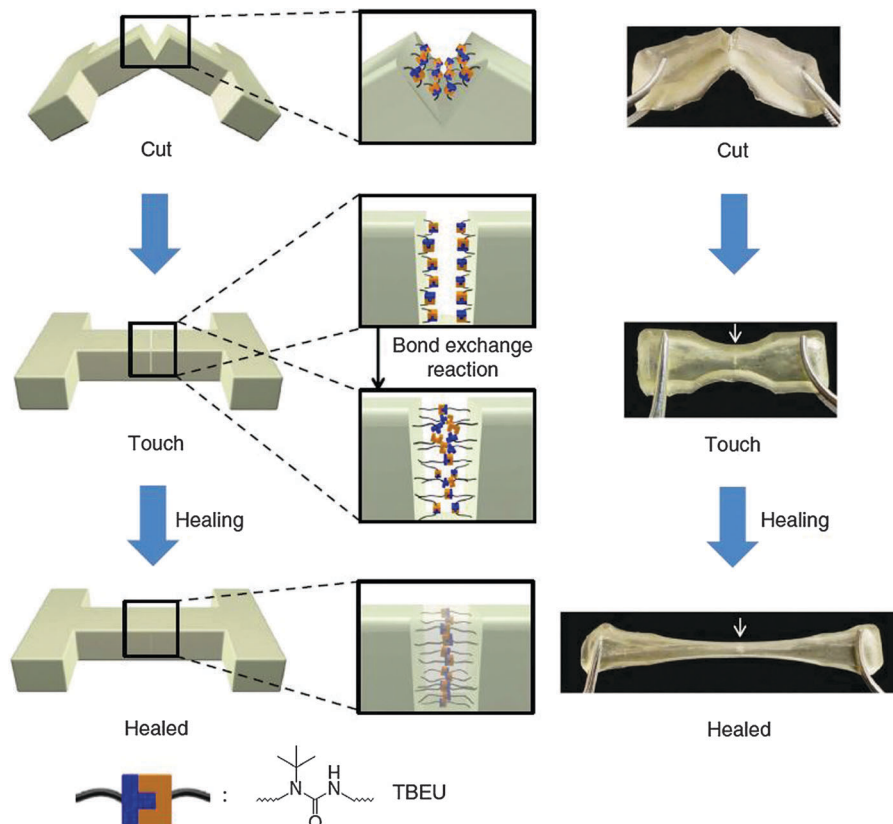 Cut
Cut
Bond exchange
reaction
Touch
Touch
Healing
Healing
Healed
Healed
:
N
H
N
O
TBEU